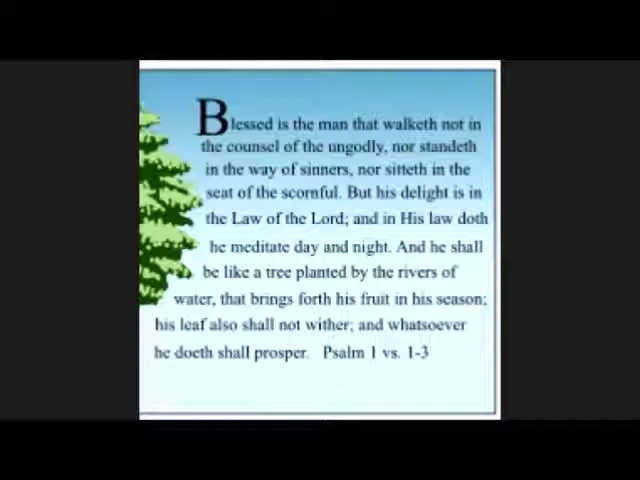 Blessed is the man that walketh not in
the counsel of the ungodly, nor standeth
in the way of sinners, nor sitteth in the
seat of the scornful. But his delight is in
the Law of the Lord; and in His law doth
he meditate day and night. And he shall
be like a tree planted by the rivers of
water, that brings forth his fruit in his season;
his leaf also shall not wither; and whatsoever
he doeth shall prosper. Psalm 1 vs. 1-3